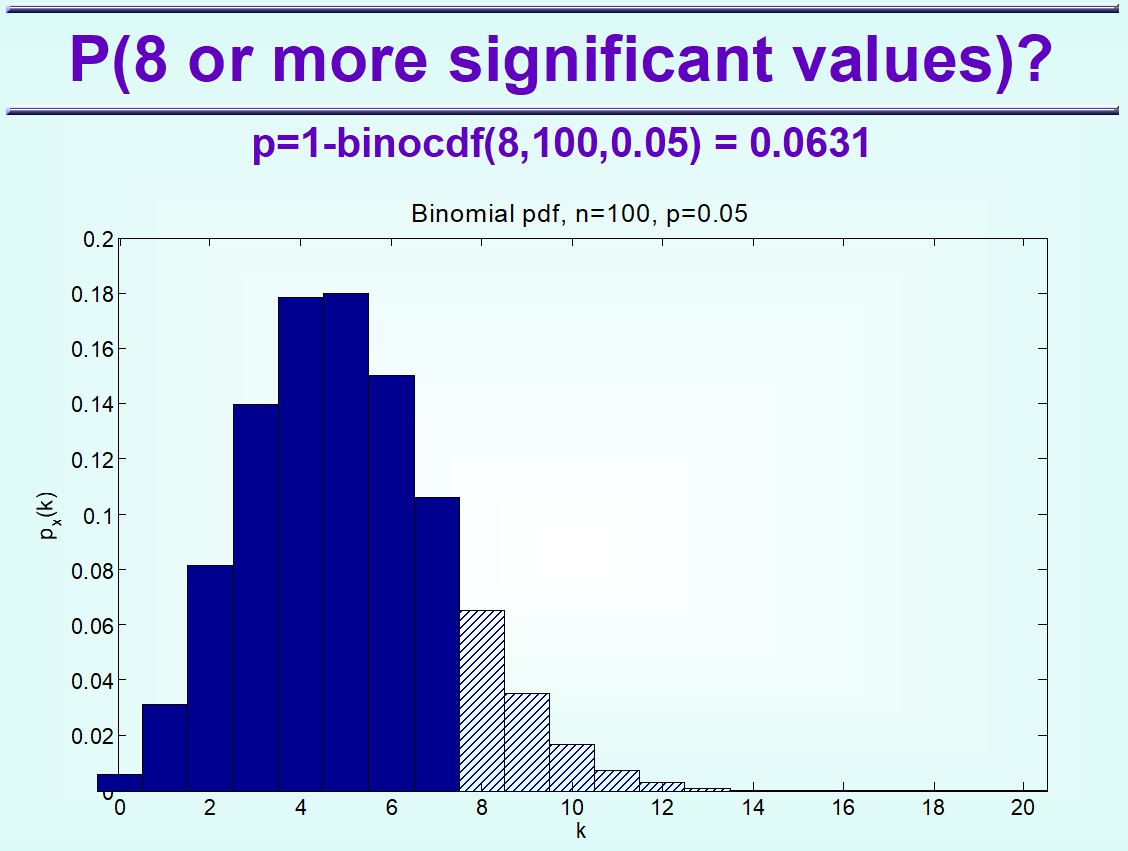 P(8 or more significant values)?
p=1-binocdf(8,100,0.05) = 0.0631
Binomial pdf, n=100, p=0.05
0.2
0.18
0.16
0.14
0.12
0.1
0.08
0.06
0.04
0.02
0
px(k)
0 2 4 6 8 10 12 14 16 18 20
k